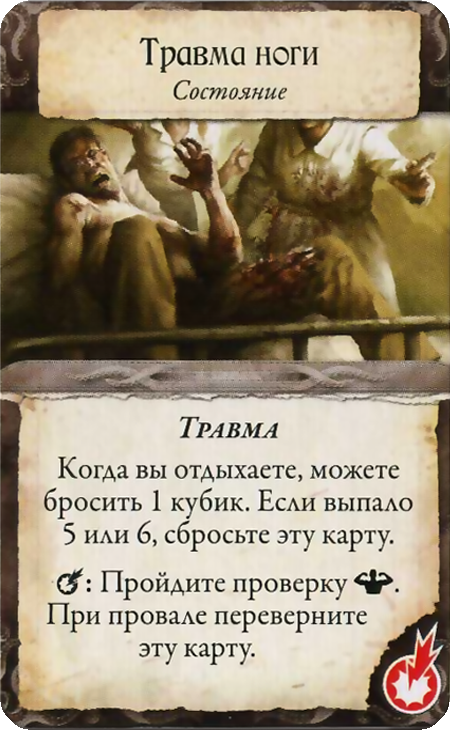 Травма ноги
Состояние
Травма
Когда вы отдыхаете, можете
бросить 1 кубик. Если выпало
5 или 6, сбросьте эту карту.
: Пройдите проверку .
При провале переверните
эту карту.